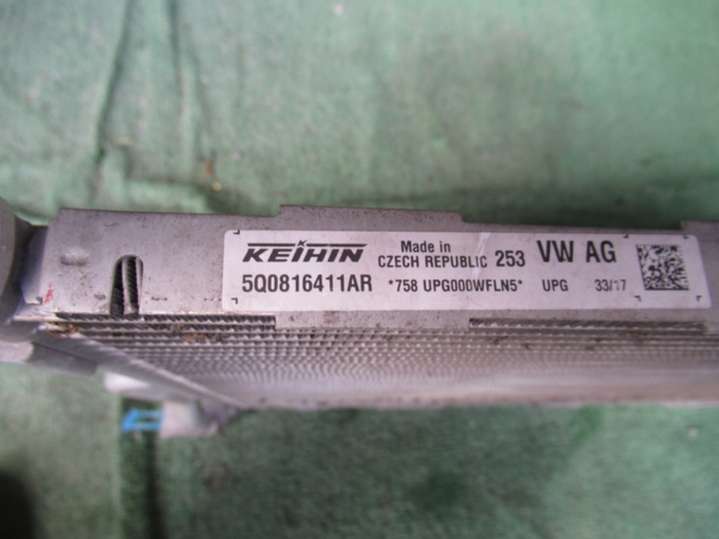 KEIHIN Made in CZECH REPUBLIC 253 VW AG
5Q0816411AR *758 UPG000WFLN5* UPG 33/17